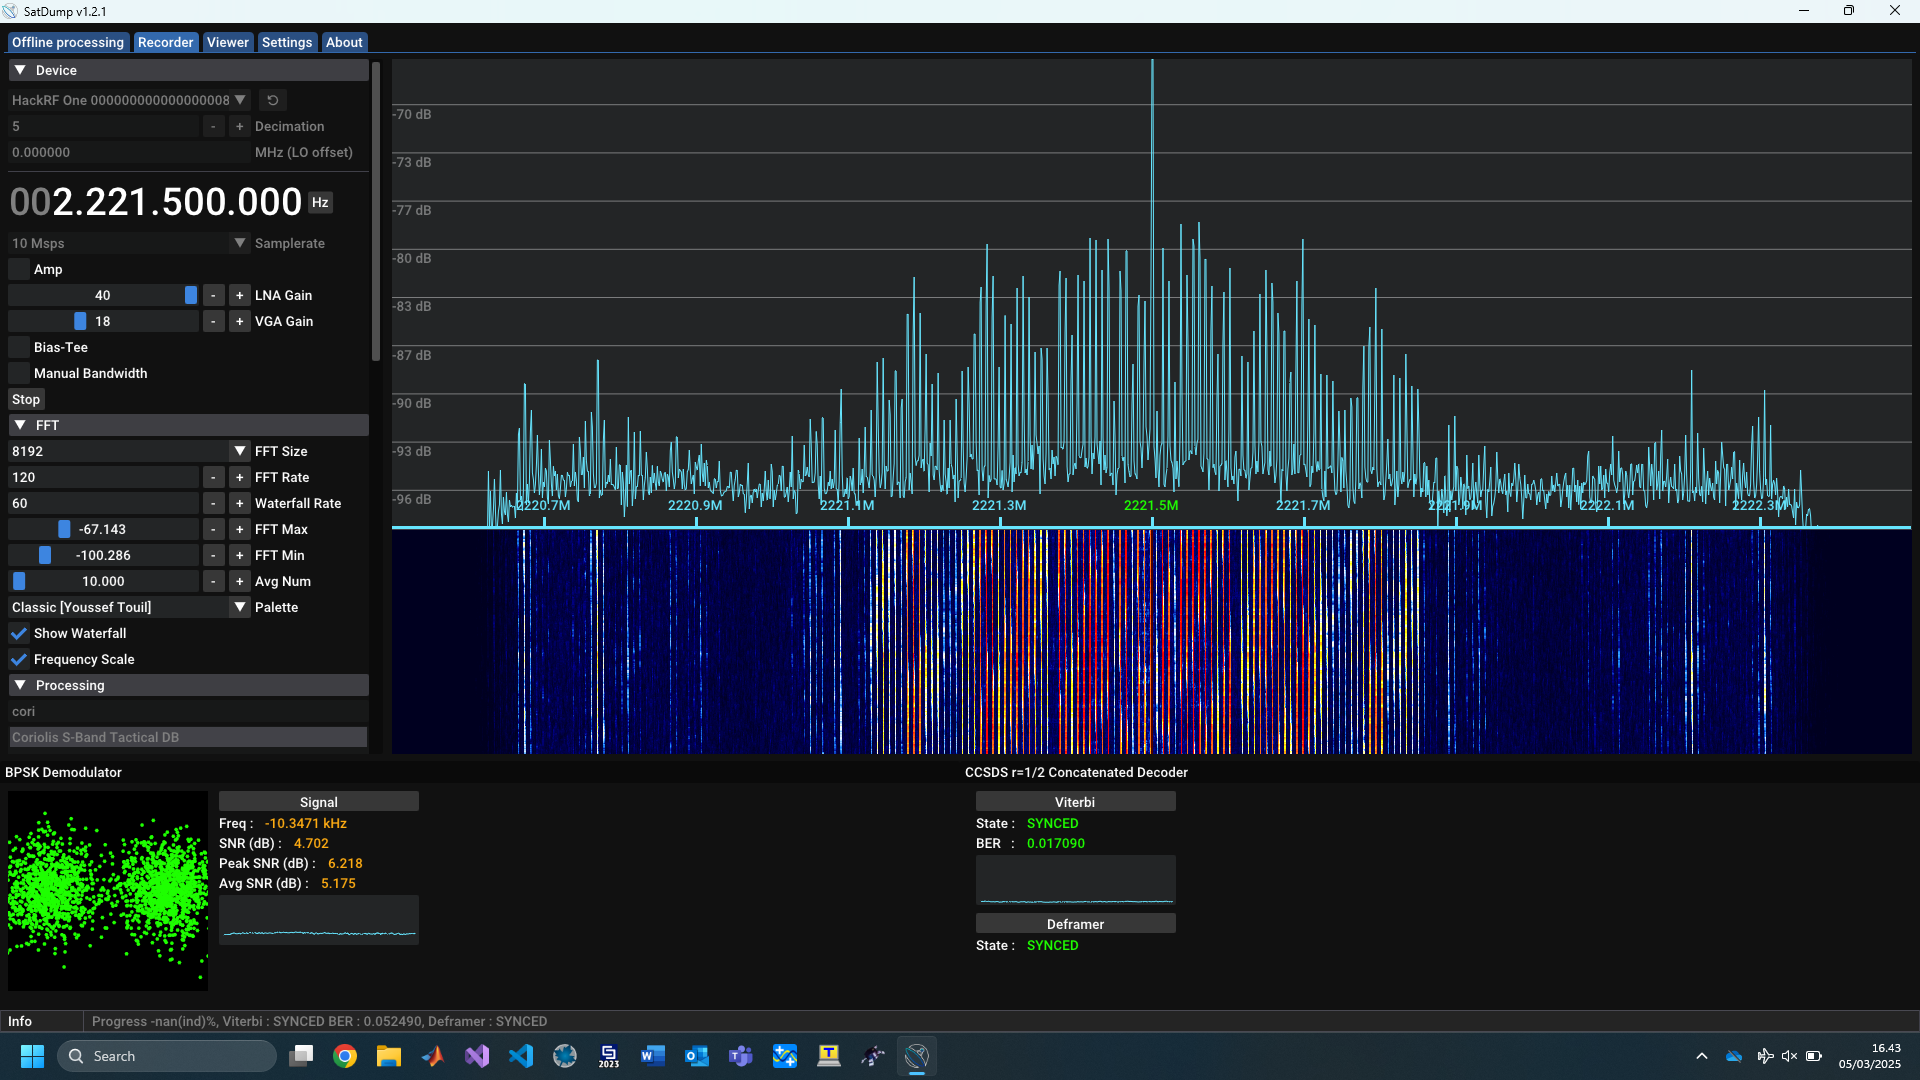 SatDump v1.2.1
Offline processing Recorder Viewer Settings About
Device
HackRF One 000000000000000008
5 - + Decimation
0.000000 MHz (LO offset)
002.221.500.000 Hz
10 Msps Samplerate
Amp
40 - + LNA Gain
18 - + VGA Gain
Bias-Tee
Manual Bandwidth
Stop
FFT
8192 FFT Size
120 - + FFT Rate
60 - + Waterfall Rate
-67.143 - + FFT Max
-100.286 - + FFT Min
10.000 - + Avg Num
Classic [Youssef Touil] Palette
Show Waterfall
Frequency Scale
Processing
cori
Coriolis S-Band Tactical DB
-70 dB
-73 dB
-77 dB
-80 dB
-83 dB
-87 dB
-90 dB
-93 dB
-96 dB
2220.7M 2220.9M 2221.1M 2221.3M 2221.5M 2221.7M 2221.9M 2222.1M 2222.3M
BPSK Demodulator
Signal
Freq : -10.3471 kHz
SNR (dB) : 4.702
Peak SNR (dB) : 6.218
Avg SNR (dB) : 5.175
CCSDS r=1/2 Concatenated Decoder
Viterbi
State : SYNCED
BER : 0.017090
Deframer
State : SYNCED
Info Progress -nan(ind)%, Viterbi : SYNCED BER : 0.052490, Deframer : SYNCED
Search
2023
16.43
05/03/2025